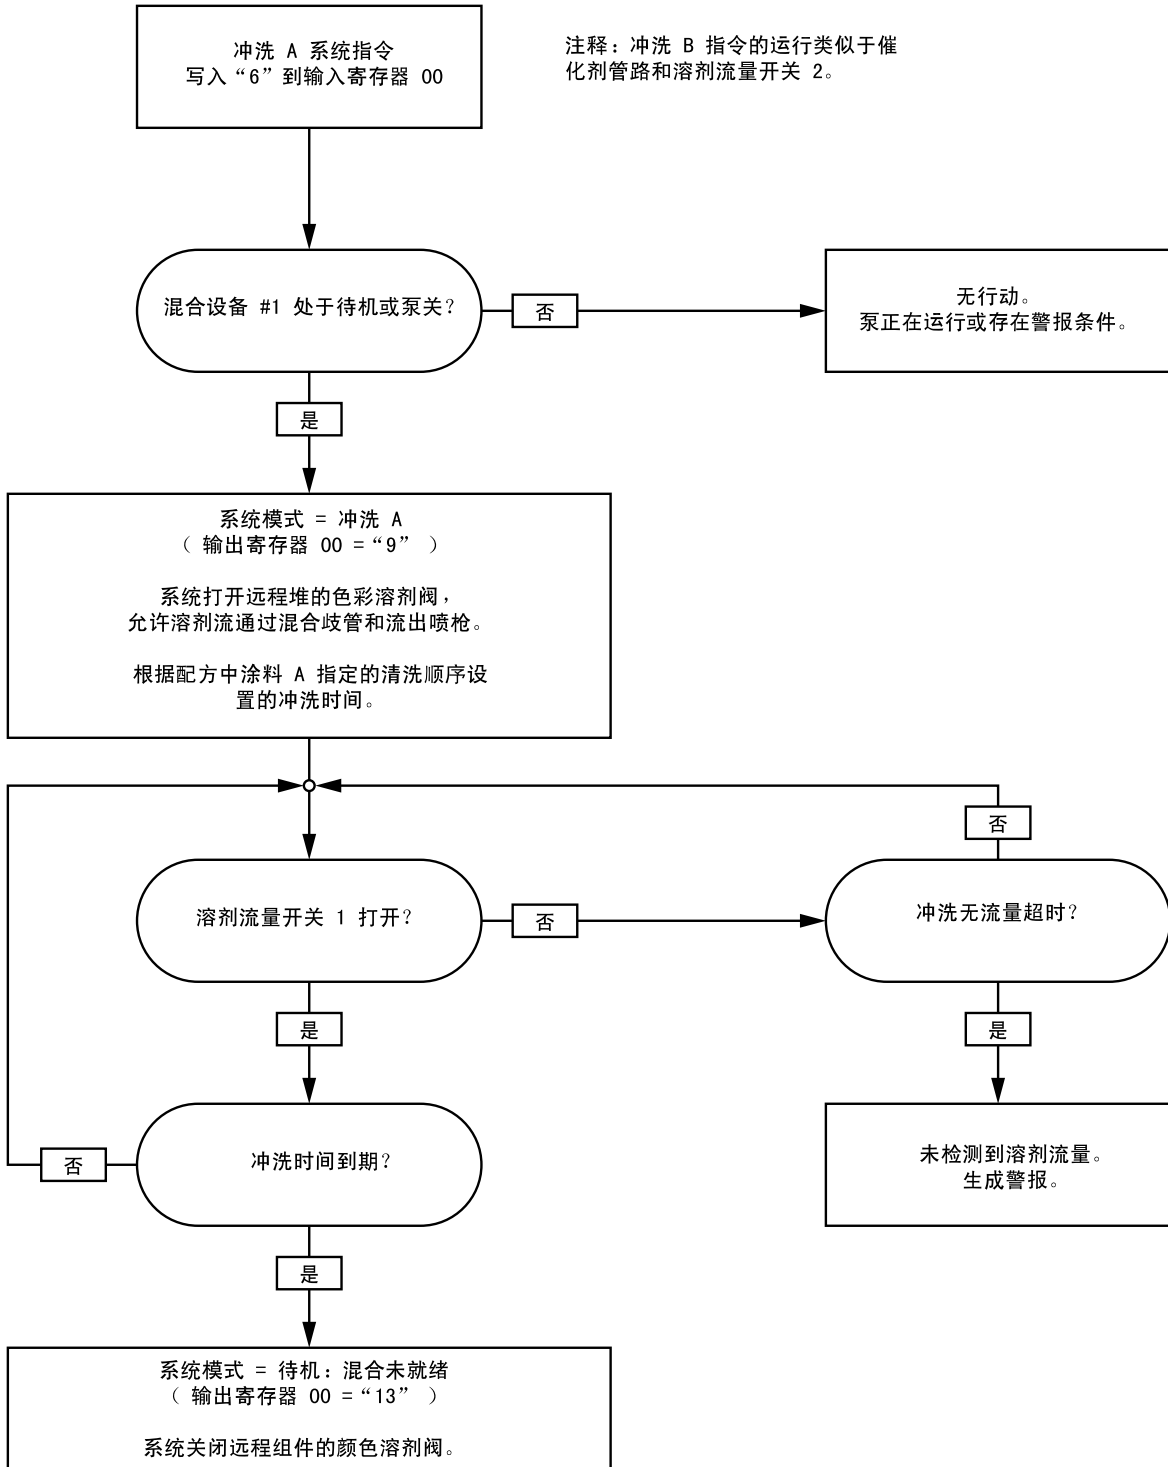 冲洗 A 系统指令
写入“6”到输入寄存器 00
注释：冲洗 B 指令的运行类似于催
化剂管路和溶剂流量开关 2。
混合设备 #1 处于待机或泵关？
否
无行动。
泵正在运行或存在警报条件。
是
系统模式 = 冲洗 A
（ 输出寄存器 00 =“9” ）
系统打开远程堆的色彩溶剂阀，
允许溶剂流通过混合歧管和流出喷枪。
根据配方中涂料 A 指定的清洗顺序设
置的冲洗时间。
否
溶剂流量开关 1 打开？
否
冲洗无流量超时？
是
是
冲洗时间到期？
否
未检测到溶剂流量。
生成警报。
是
系统模式 = 待机：混合未就绪
（ 输出寄存器 00 =“13” ）
系统关闭远程组件的颜色溶剂阀。